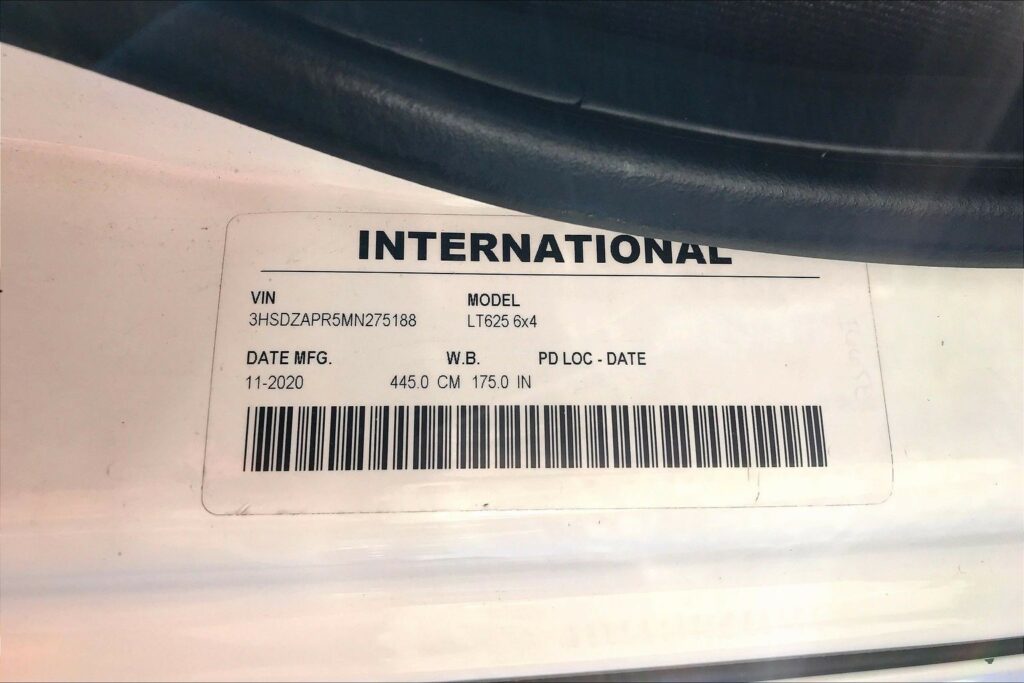 INTERNATIONAL
VIN MODEL
3HSDZAPR5MN275188 LT625 6x4
DATE MFG. W.B. PD LOC - DATE
11-2020 445.0 CM 175.0 IN